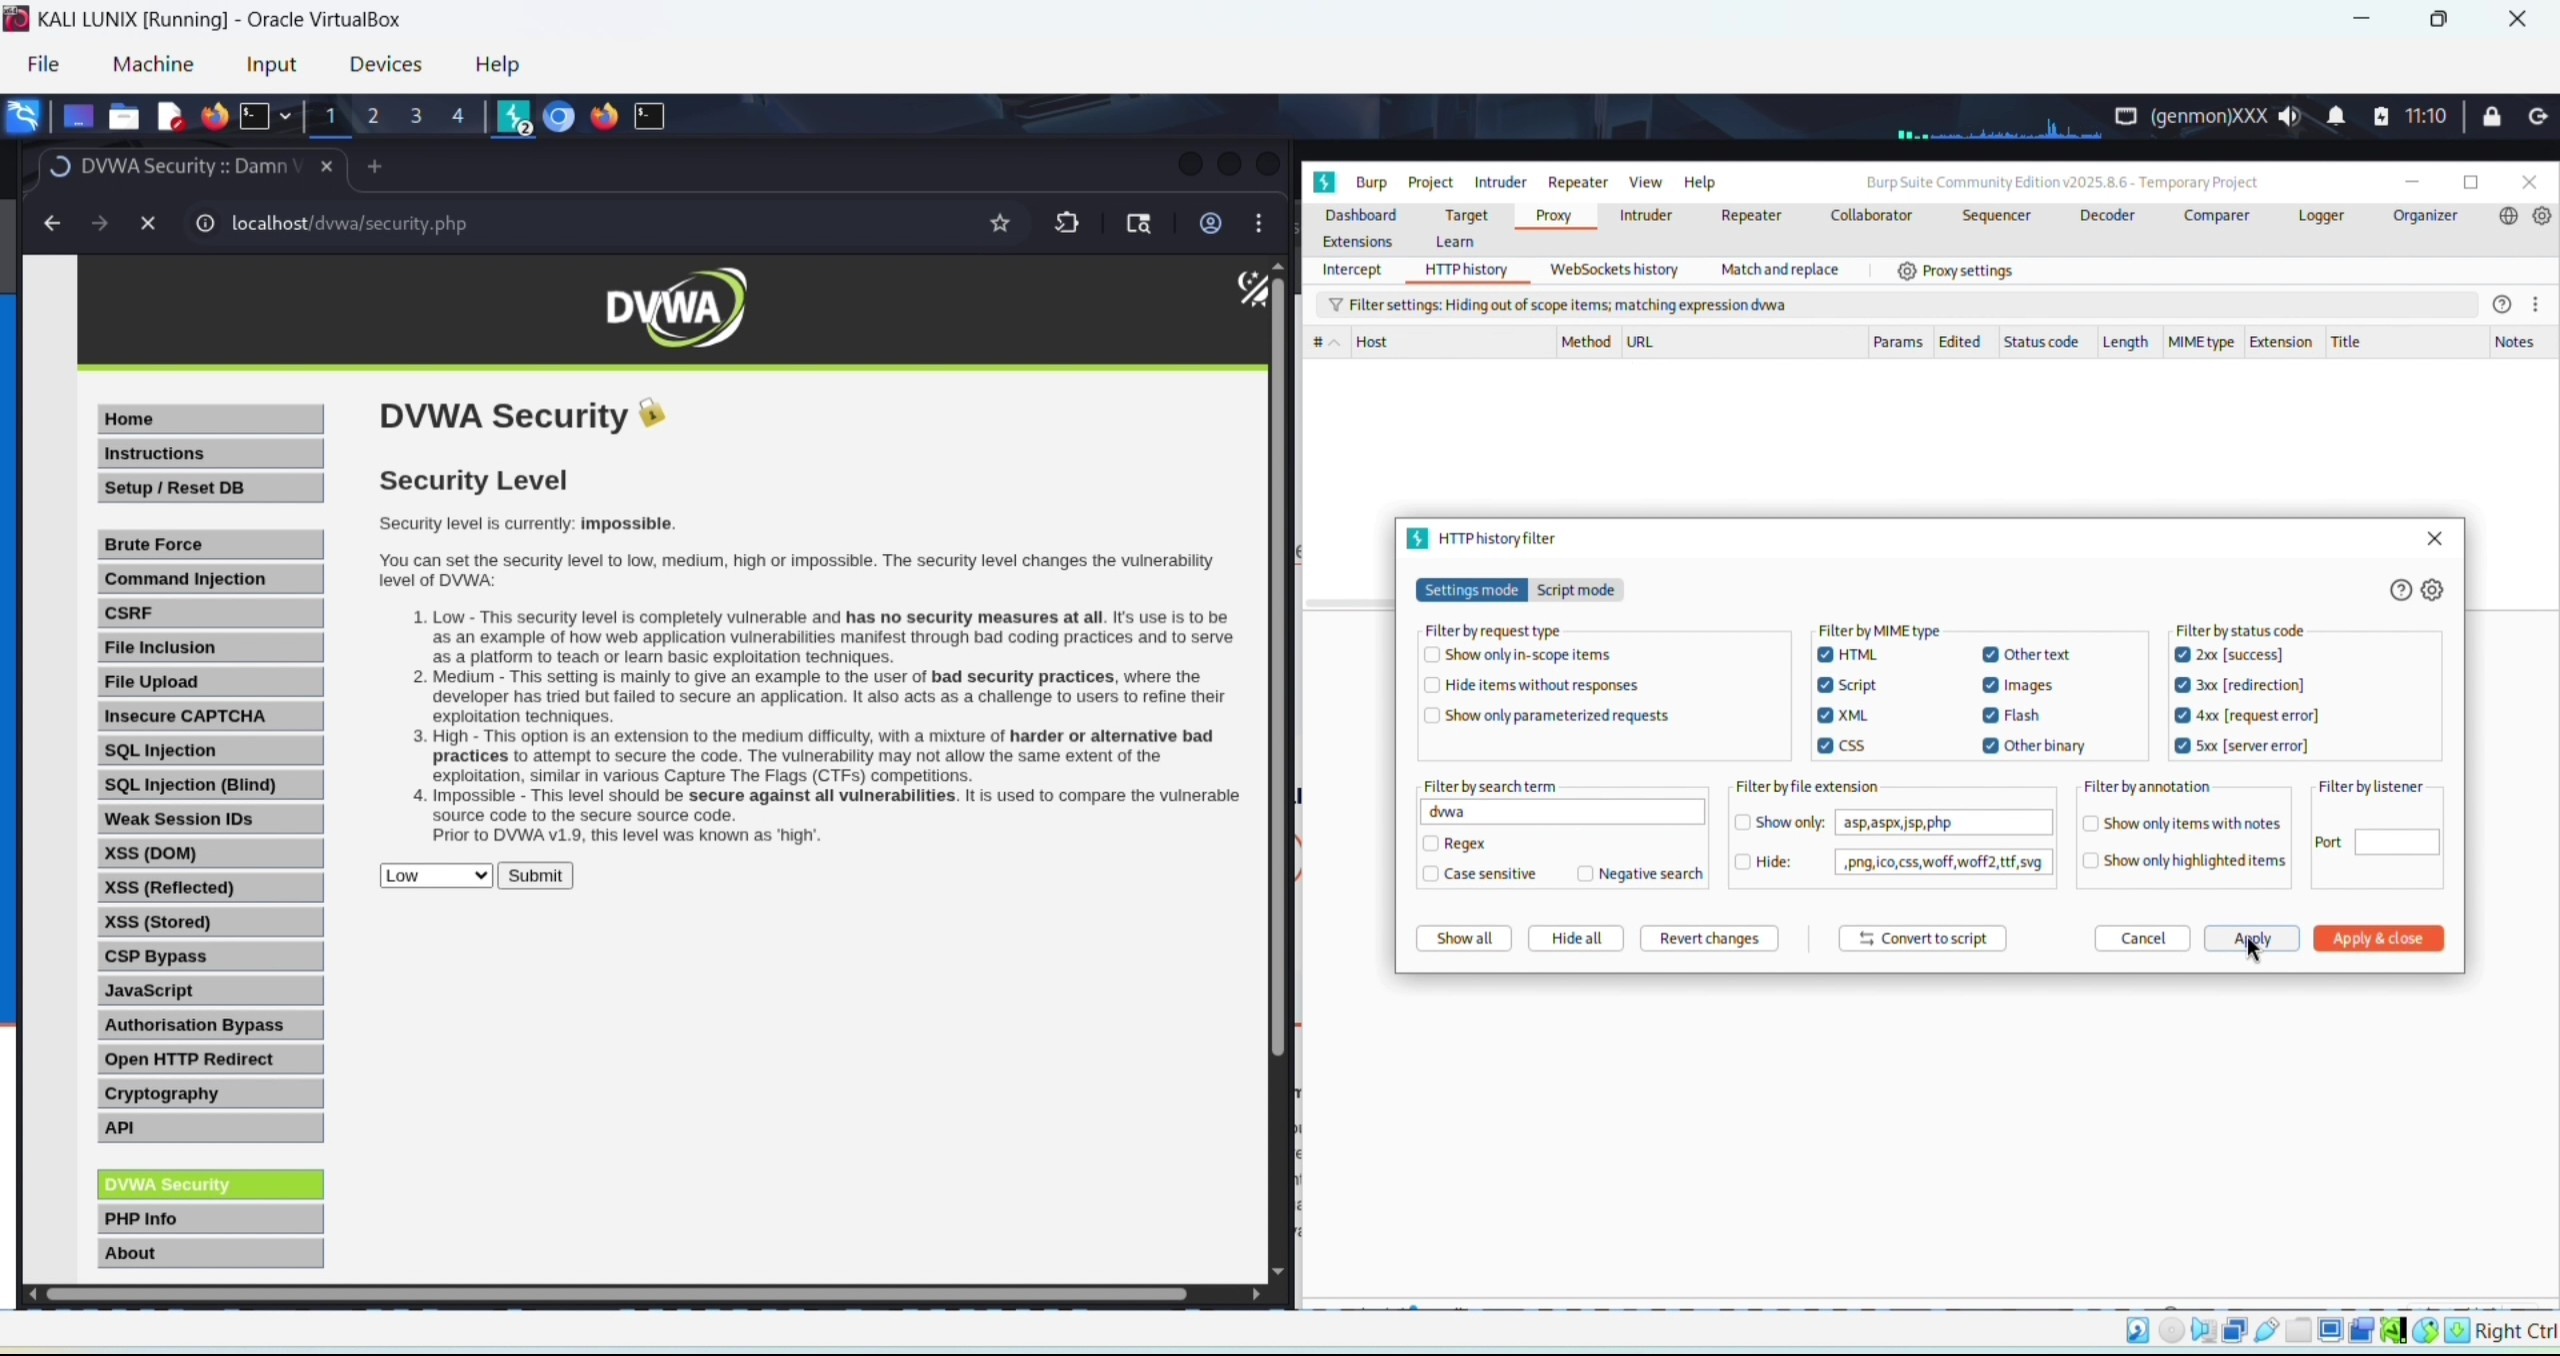 KALI LUNIX [Running] - Oracle VirtualBox
File Machine Input Devices Help
1 2 3 4 2 (genmon)XXX 11:10
DVWA Security :: Damn V
localhost/dvwa/security.php
DVWA
Home
Instructions
Setup / Reset DB
Brute Force
Command Injection
CSRF
File Inclusion
File Upload
Insecure CAPTCHA
SQL Injection
SQL Injection (Blind)
Weak Session IDs
XSS (DOM)
XSS (Reflected)
XSS (Stored)
CSP Bypass
JavaScript
Authorisation Bypass
Open HTTP Redirect
Cryptography
API
DVWA Security
PHP Info
About
DVWA Security
Security Level
Security level is currently: impossible.
You can set the security level to low, medium, high or impossible. The security level changes the vulnerability
level of DVWA:
1. Low - This security level is completely vulnerable and has no security measures at all. It's use is to be
as an example of how web application vulnerabilities manifest through bad coding practices and to serve
as a platform to teach or learn basic exploitation techniques.
2. Medium - This setting is mainly to give an example to the user of bad security practices, where the
developer has tried but failed to secure an application. It also acts as a challenge to users to refine their
exploitation techniques.
3. High - This option is an extension to the medium difficulty, with a mixture of harder or alternative bad
practices to attempt to secure the code. The vulnerability may not allow the same extent of the
exploitation, similar in various Capture The Flags (CTFs) competitions.
4. Impossible - This level should be secure against all vulnerabilities. It is used to compare the vulnerable
source code to the secure source code.
Prior to DVWA v1.9, this level was known as 'high'.
Low Submit
Burp Project Intruder Repeater View Help Burp Suite Community Edition v2025.8.6 - Temporary Project
Dashboard Target Proxy Intruder Repeater Collaborator Sequencer Decoder Comparer Logger Organizer
Extensions Learn
Intercept HTTP history WebSockets history Match and replace Proxy settings
Filter settings: Hiding out of scope items; matching expression dvwa
# Host Method URL Params Edited Status code Length MIME type Extension Title Notes
HTTP history filter
Settings mode Script mode
Filter by request type Filter by MIME type Filter by status code
Show only in-scope items HTML Other text 2xx [success]
Hide items without responses Script Images 3xx [redirection]
Show only parameterized requests XML Flash 4xx [request error]
CSS Other binary 5xx [server error]
Filter by search term Filter by file extension Filter by annotation Filter by listener
dvwa Show only: asp,aspx,jsp,php Show only items with notes
Regex Port
Case sensitive Negative search Hide: ,png,ico,css,woff,woff2,ttf,svg Show only highlighted items
Show all Hide all Revert changes Convert to script Cancel Apply Apply & close
Right Ctrl